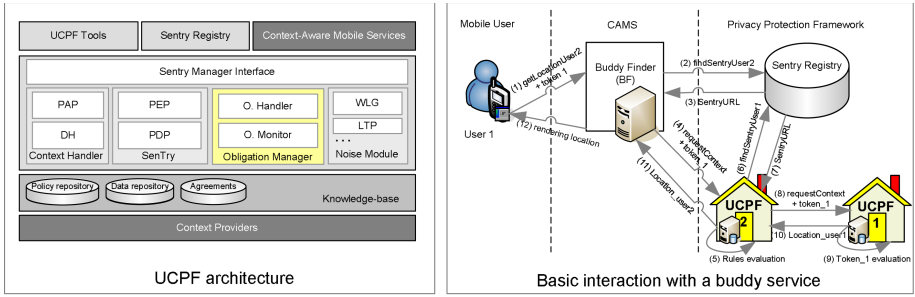 UCPF Tools
Sentry Registry
Context-Aware Mobile Services
Sentry Manager Interface
PAP
DH
Context Handler
PEP
PDP
SenTry
O. Handler
O. Monitor
Obligation Manager
WLG
LTP
...
Noise Module
Policy repository
Data repository
Agreements
Knowledge-base
Context Providers
UCPF architecture
Mobile User
CAMS
Privacy Protection Framework
User 1
Buddy Finder
(BF)
Sentry Registry
(1) getLocationUser2
+ token 1
(2) findSentryUser2
(3) SentryURL
(4) requestContext
+ token_1
(5) Rules evaluation
(6) findSentryUser1
(7) SentryURL
(8) requestContext
+ token_1
(9) Token_1 evaluation
(10) Location_user1
(11) Location_user2
(12) rendering location
UCPF
2
UCPF
1
Basic interaction with a buddy service